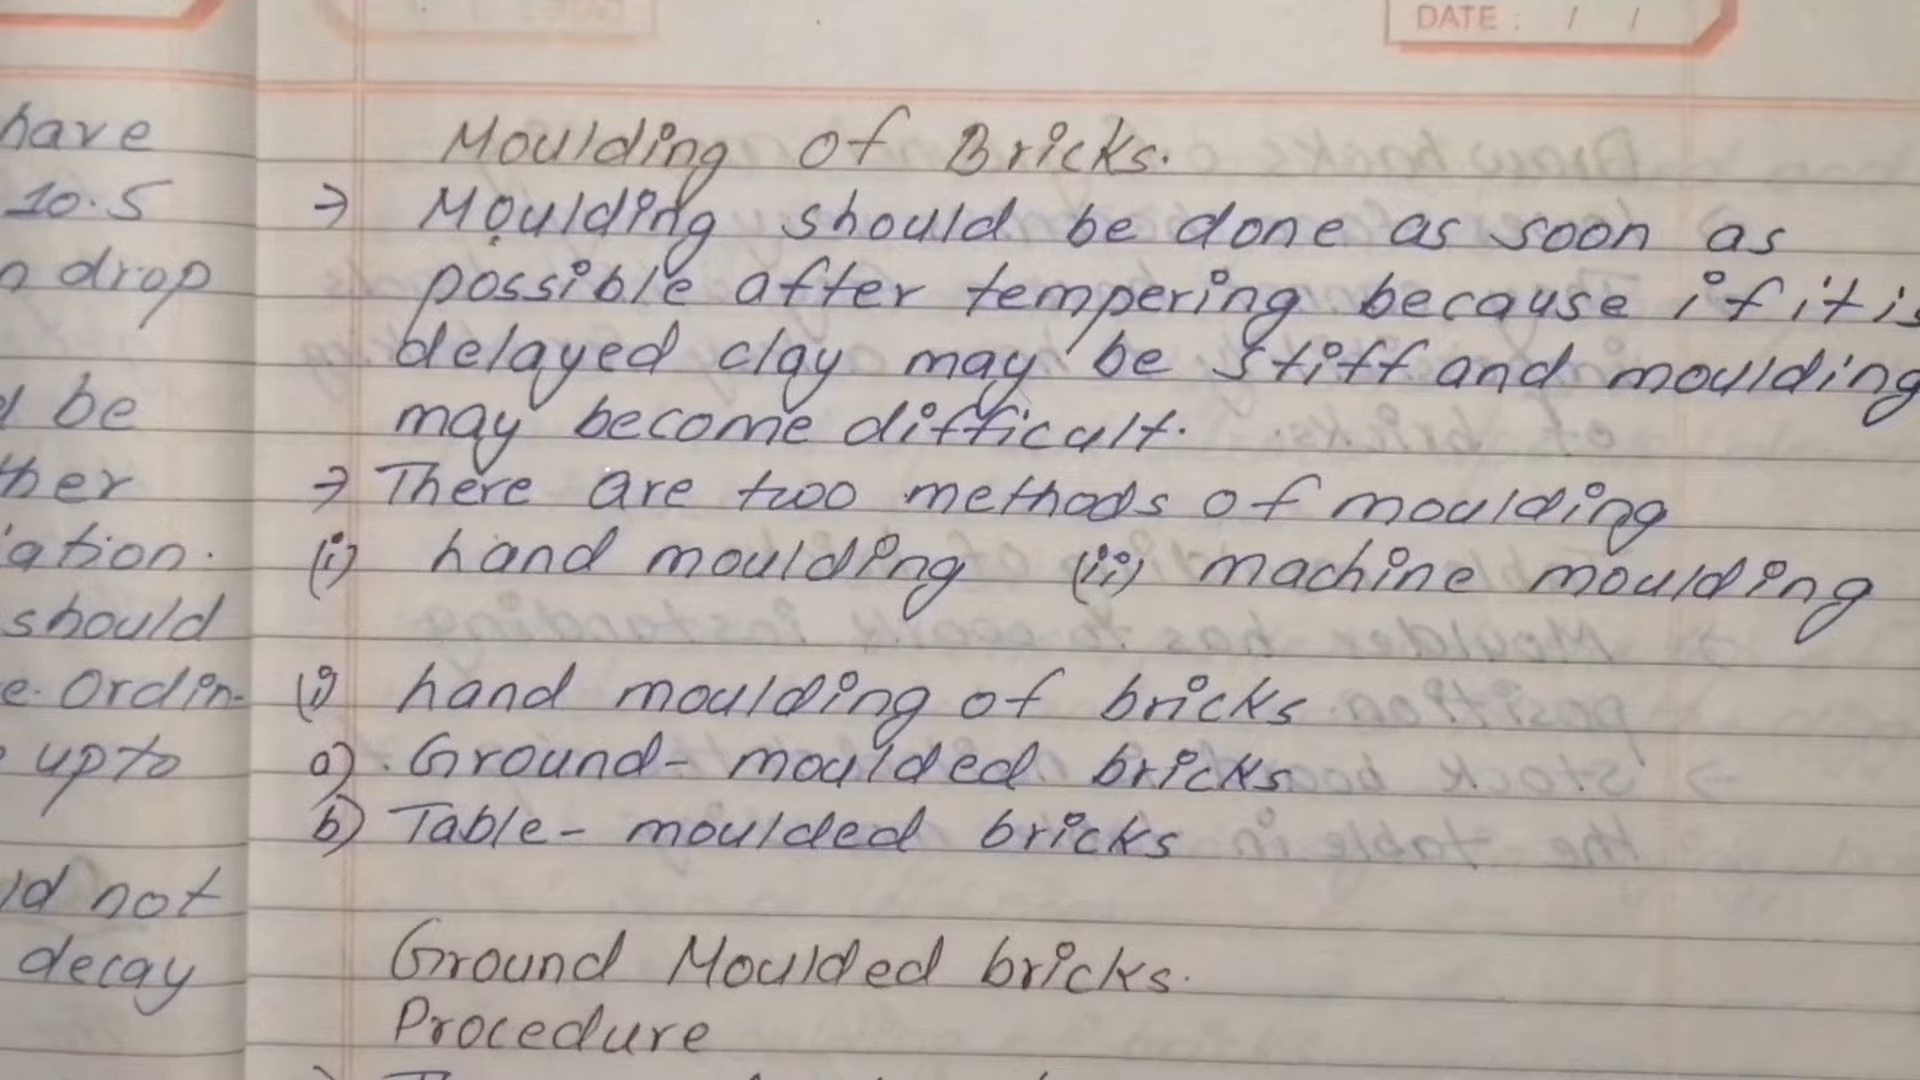 DATE : / /
have
10.5
drop
be
ther
ation.
should
e. Ordin-
upto
not
decay
Moulding of Bricks.
→ Moulding should be done as soon as
possible after tempering because if it is
delayed clay may be stiff and moulding
may become difficult.
→ There are two methods of moulding
(i) hand moulding (ii) machine moulding
(i) hand moulding of bricks.
a) Ground- moulded bricks
b) Table- moulded bricks
Ground Moulded bricks.
Procedure